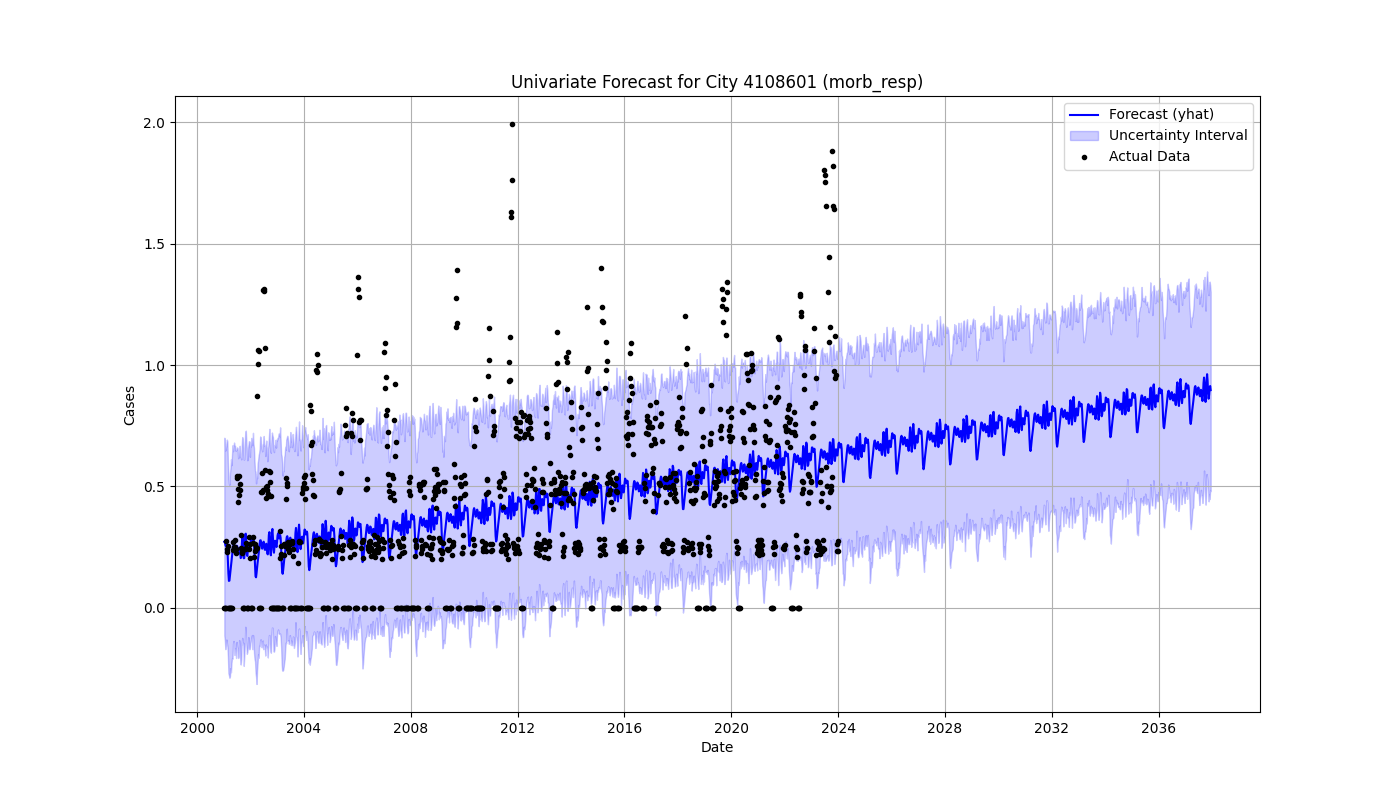 Univariate Forecast for City 4108601 (morb_resp)
Forecast (yhat)
Uncertainty Interval
Actual Data
Cases
2.0
1.5
1.0
0.5
0.0
2000 2004 2008 2012 2016 2020 2024 2028 2032 2036
Date